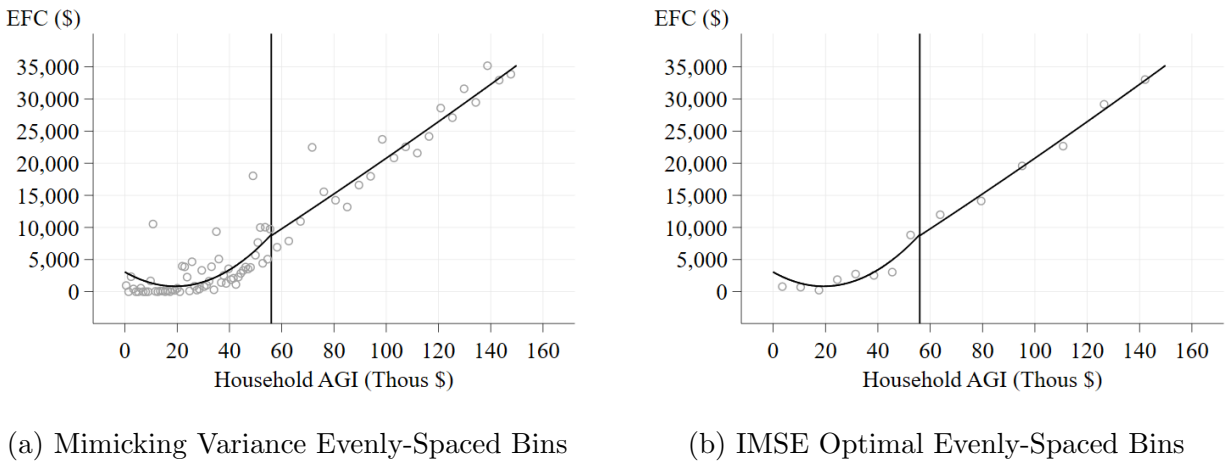 EFC ($)
35,000
30,000
25,000
20,000
15,000
10,000
5,000
0
0 20 40 60 80 100 120 140 160
Household AGI (Thous $)
(a) Mimicking Variance Evenly-Spaced Bins
EFC ($)
35,000
30,000
25,000
20,000
15,000
10,000
5,000
0
0 20 40 60 80 100 120 140 160
Household AGI (Thous $)
(b) IMSE Optimal Evenly-Spaced Bins